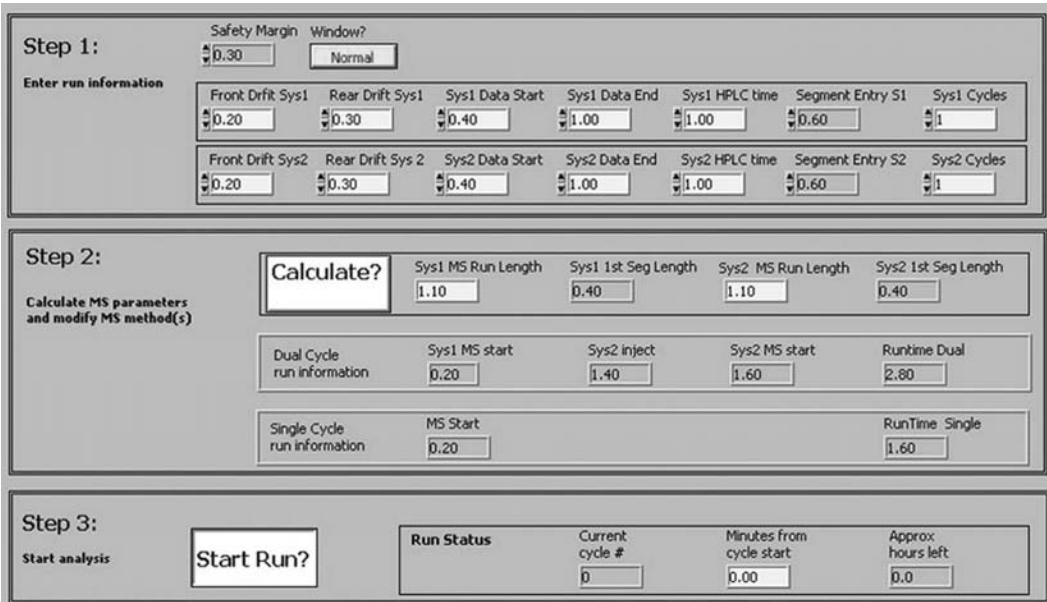 Step 1:
Safety Margin Window?
0.30 Normal
Enter run information
Front Drfit Sys1 Rear Drift Sys1 Sys1 Data Start Sys1 Data End Sys1 HPLC time Segment Entry S1 Sys1 Cycles
0.20 0.30 0.40 1.00 1.00 0.60 1
Front Drift Sys2 Rear Drift Sys 2 Sys2 Data Start Sys2 Data End Sys2 HPLC time Segment Entry S2 Sys2 Cycles
0.20 0.30 0.40 1.00 1.00 0.60 1
Step 2:
Calculate MS parameters
and modify MS method(s)
Calculate?
Sys1 MS Run Length Sys1 1st Seg Length Sys2 MS Run Length Sys2 1st Seg Length
1.10 0.40 1.10 0.40
Dual Cycle
run information
Sys1 MS start Sys2 inject Sys2 MS start Runtime Dual
0.20 1.40 1.60 2.80
Single Cycle
run information
MS Start RunTime Single
0.20 1.60
Step 3:
Start analysis
Start Run?
Run Status
Current
cycle #
0
Minutes from
cycle start
0.00
Approx
hours left
0.0